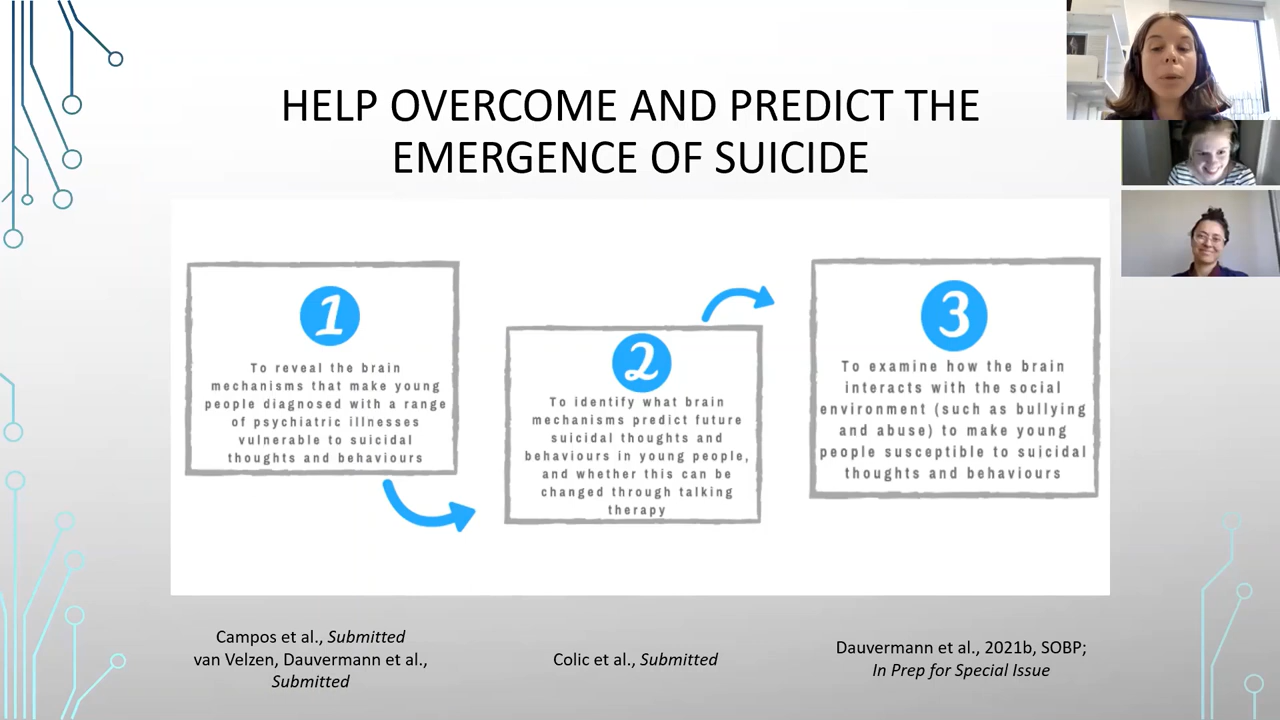 HELP OVERCOME AND PREDICT THE
EMERGENCE OF SUICIDE
1
To reveal the brain
mechanisms that make young
people diagnosed with a range
of psychiatric illnesses
vulnerable to suicidal
thoughts and behaviours
2
To identify what brain
mechanisms predict future
suicidal thoughts and
behaviours in young people,
and whether this can be
changed through talking
therapy
3
To examine how the brain
interacts with the social
environment (such as bullying
and abuse) to make young
people susceptible to suicidal
thoughts and behaviours
Campos et al., Submitted
van Velzen, Dauvermann et al.,
Submitted
Colic et al., Submitted
Dauvermann et al., 2021b, SOBP;
In Prep for Special Issue